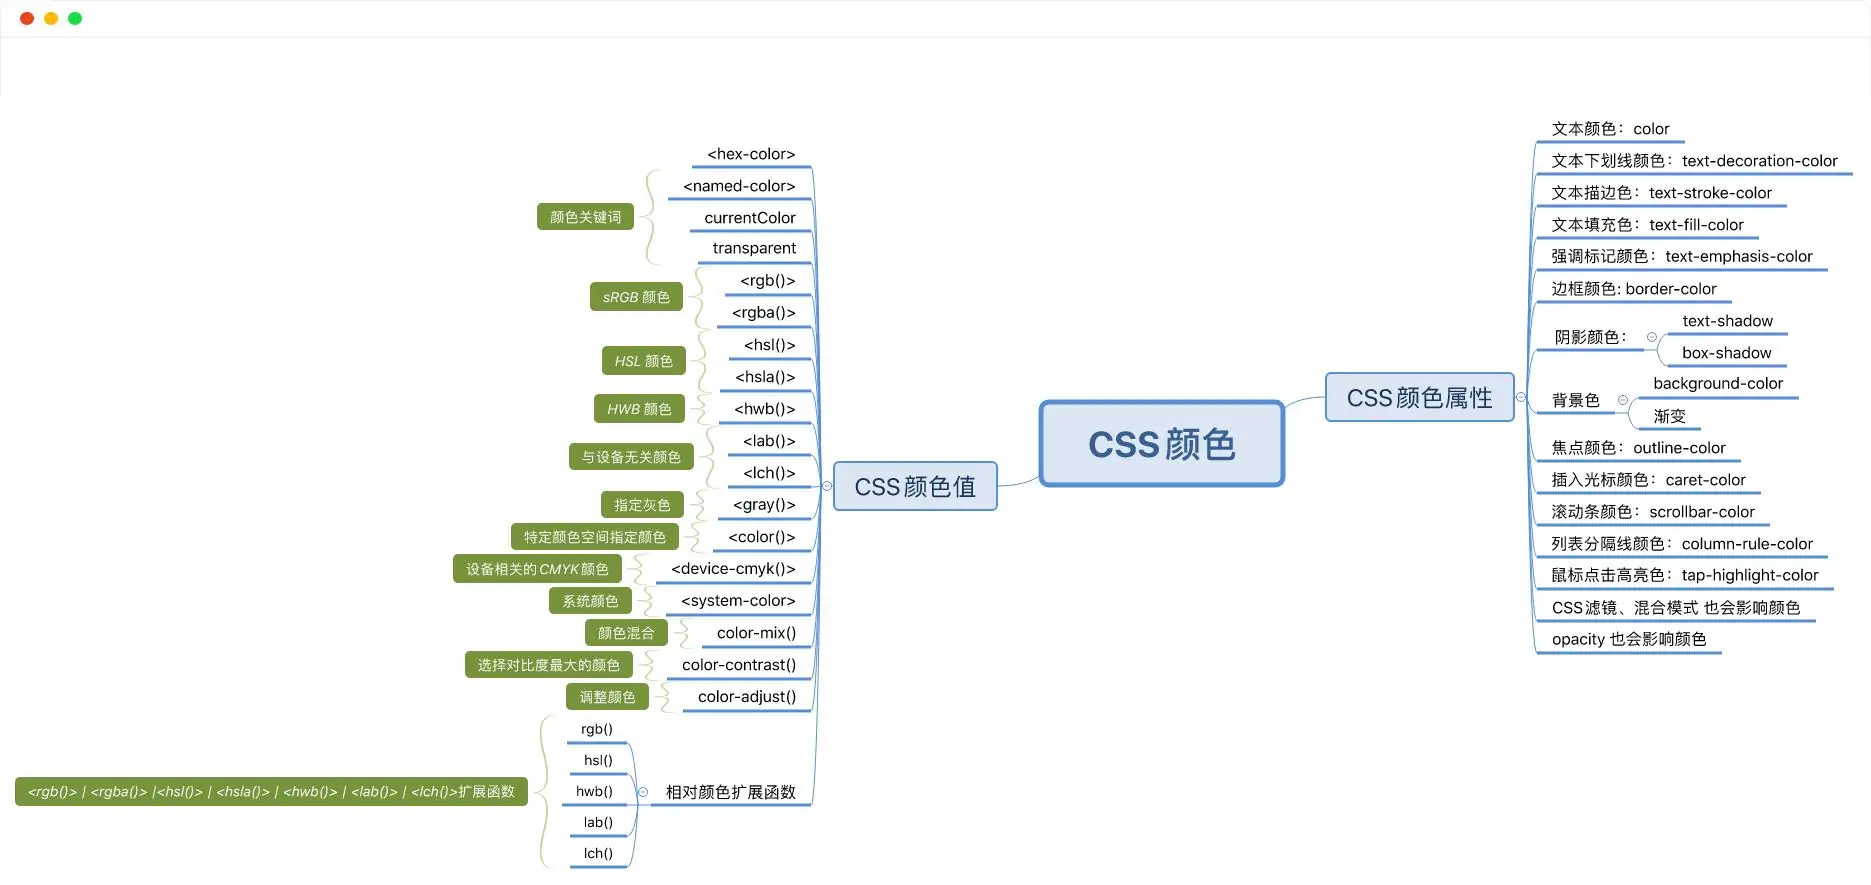 CSS 颜色
CSS 颜色值
<hex-color>
<named-color>
currentColor
transparent
颜色关键词
<rgb()>
<rgba()>
sRGB 颜色
<hsl()>
<hsla()>
HSL 颜色
<hwb()>
HWB 颜色
<lab()>
<lch()>
与设备无关颜色
<gray()>
指定灰色
<color()>
特定颜色空间指定颜色
<device-cmyk()>
设备相关的CMYK颜色
<system-color>
系统颜色
color-mix()
颜色混合
color-contrast()
选择对比度最大的颜色
color-adjust()
调整颜色
相对颜色扩展函数
rgb()
hsl()
hwb()
lab()
lch()
<rgb()> | <rgba()> |<hsl()> | <hsla()> | <hwb()> | <lab()> | <lch()>扩展函数
CSS 颜色属性
文本颜色：color
文本下划线颜色：text-decoration-color
文本描边色：text-stroke-color
文本填充色：text-fill-color
强调标记颜色：text-emphasis-color
边框颜色: border-color
阴影颜色：
text-shadow
box-shadow
背景色
background-color
渐变
焦点颜色：outline-color
插入光标颜色：caret-color
滚动条颜色：scrollbar-color
列表分隔线颜色：column-rule-color
鼠标点击高亮色：tap-highlight-color
CSS 滤镜、混合模式 也会影响颜色
opacity 也会影响颜色